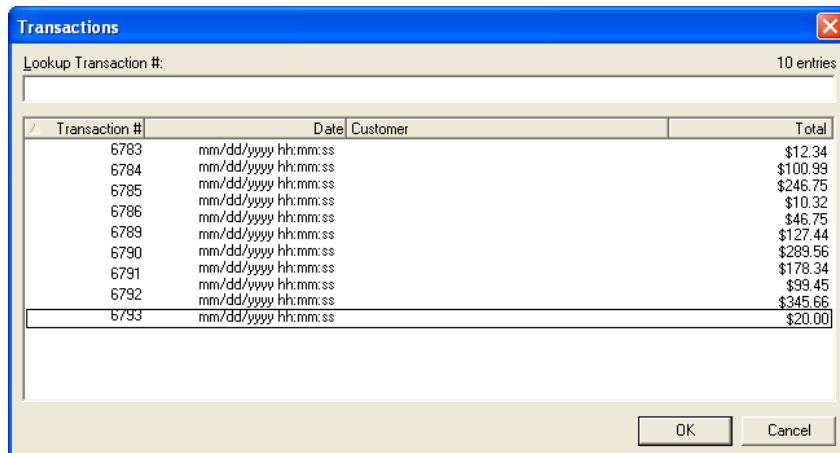 Transactions
Lookup Transaction #: 10 entries
Transaction # Date Customer Total
6783 mm/dd/yyyy hh:mm:ss $12.34
6784 mm/dd/yyyy hh:mm:ss $100.99
6785 mm/dd/yyyy hh:mm:ss $246.75
mm/dd/yyyy hh:mm:ss $10.32
6786 mm/dd/yyyy hh:mm:ss $46.75
6789 mm/dd/yyyy hh:mm:ss $127.44
6790 mm/dd/yyyy hh:mm:ss $289.56
6791 mm/dd/yyyy hh:mm:ss $178.34
mm/dd/yyyy hh:mm:ss $99.45
6792 mm/dd/yyyy hh:mm:ss $345.66
6793 mm/dd/yyyy hh:mm:ss $20.00
OK Cancel